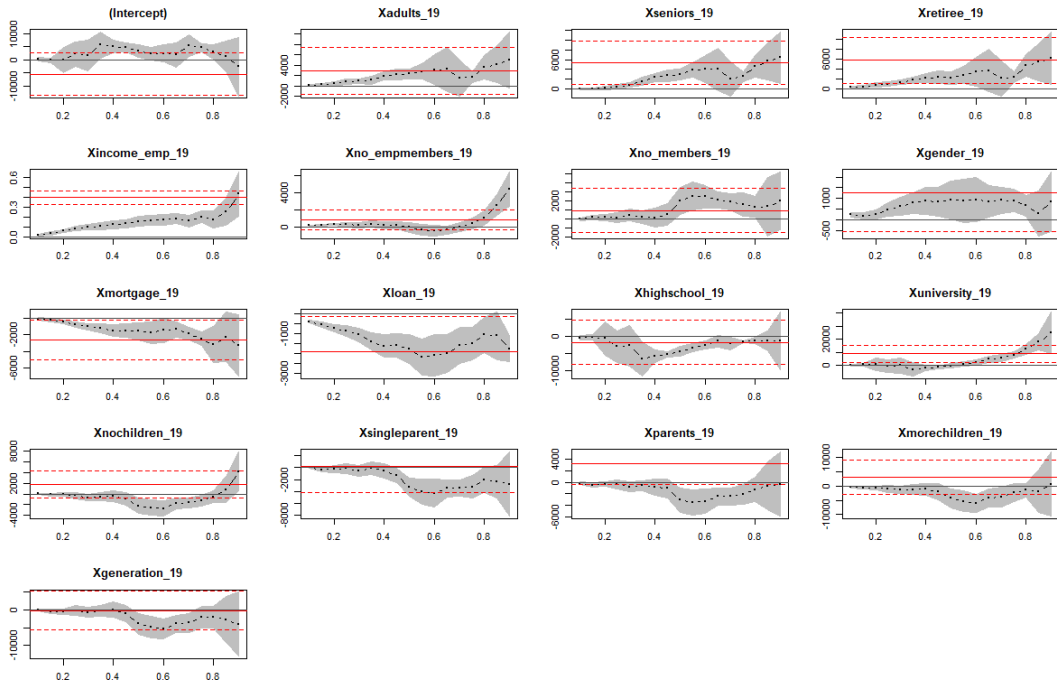 (Intercept)
Xadults_19
Xseniors_19
Xretiree_19
-10000 0 10000
-2000 4000
0 6000
0 6000
0.2 0.4 0.6 0.8
0.2 0.4 0.6 0.8
0.2 0.4 0.6 0.8
0.2 0.4 0.6 0.8
Xincome_emp_19
Xno_empmembers_19
Xno_members_19
Xgender_19
0.0 0.3 0.6
0 4000
-2000 2000
-500 1000
0.2 0.4 0.6 0.8
0.2 0.4 0.6 0.8
0.2 0.4 0.6 0.8
0.2 0.4 0.6 0.8
Xmortgage_19
Xloan_19
Xhighschool_19
Xuniversity_19
-6000 -2000
-3000 -1000
-10000 0
0 20000
0.2 0.4 0.6 0.8
0.2 0.4 0.6 0.8
0.2 0.4 0.6 0.8
0.2 0.4 0.6 0.8
Xnochildren_19
Xsingleparent_19
Xparents_19
Xmorechildren_19
-4000 2000 8000
-8000 -2000
-6000 0 4000
-10000 0 10000
0.2 0.4 0.6 0.8
0.2 0.4 0.6 0.8
0.2 0.4 0.6 0.8
0.2 0.4 0.6 0.8
Xgeneration_19
-10000 0
0.2 0.4 0.6 0.8